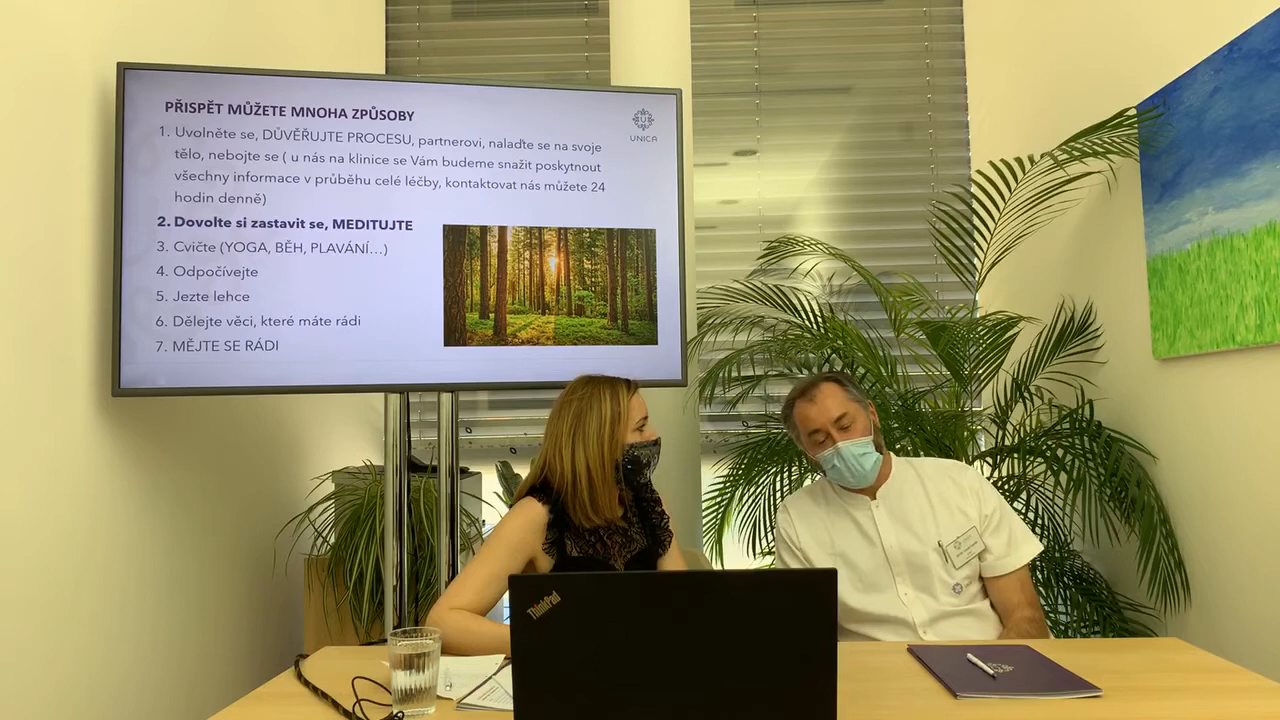 PŘISPĚT MŮŽETE MNOHA ZPŮSOBY
UNICA
1. Uvolněte se, DŮVĚŘUJTE PROCESU, partnerovi, nalaďte se na svoje
tělo, nebojte se ( u nás na klinice se Vám budeme snažit poskytnout
všechny informace v průběhu celé léčby, kontaktovat nás můžete 24
hodin denně)
2. Dovolte si zastavit se, MEDITUJTE
3. Cvičte (YOGA, BĚH, PLAVÁNÍ...)
4. Odpočívejte
5. Jezte lehce
6. Dělejte věci, které máte rádi
7. MĚJTE SE RÁDI
ThinkPad